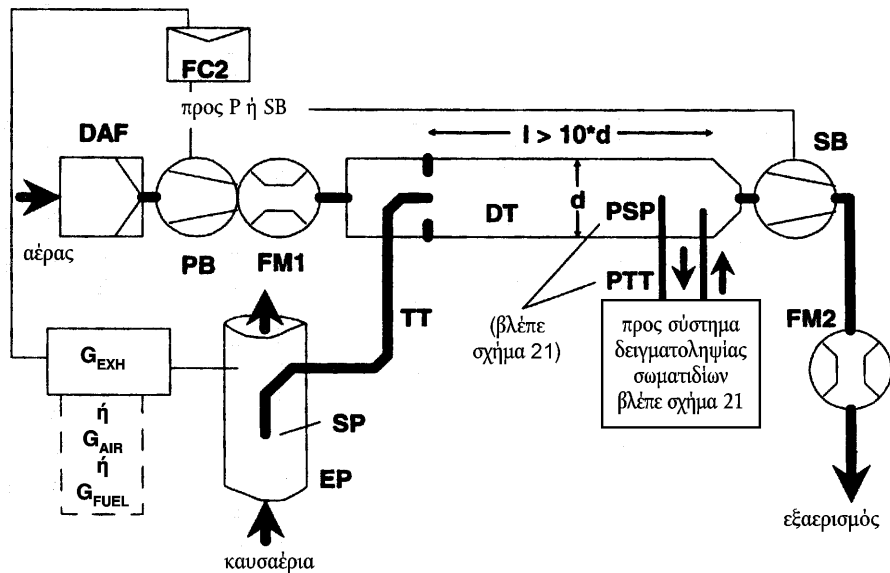 FC2
προς P ή SB
DAF
l > 10*d
SB
αέρας
PB
FM1
DT
d
PSP
PTT
TT
(βλέπε
σχήμα 21)
προς σύστημα
δειγματοληψίας
σωματιδίων
βλέπε σχήμα 21
FM2
G_EXH
ή
G_AIR
ή
G_FUEL
SP
EP
καυσαέρια
εξαερισμός